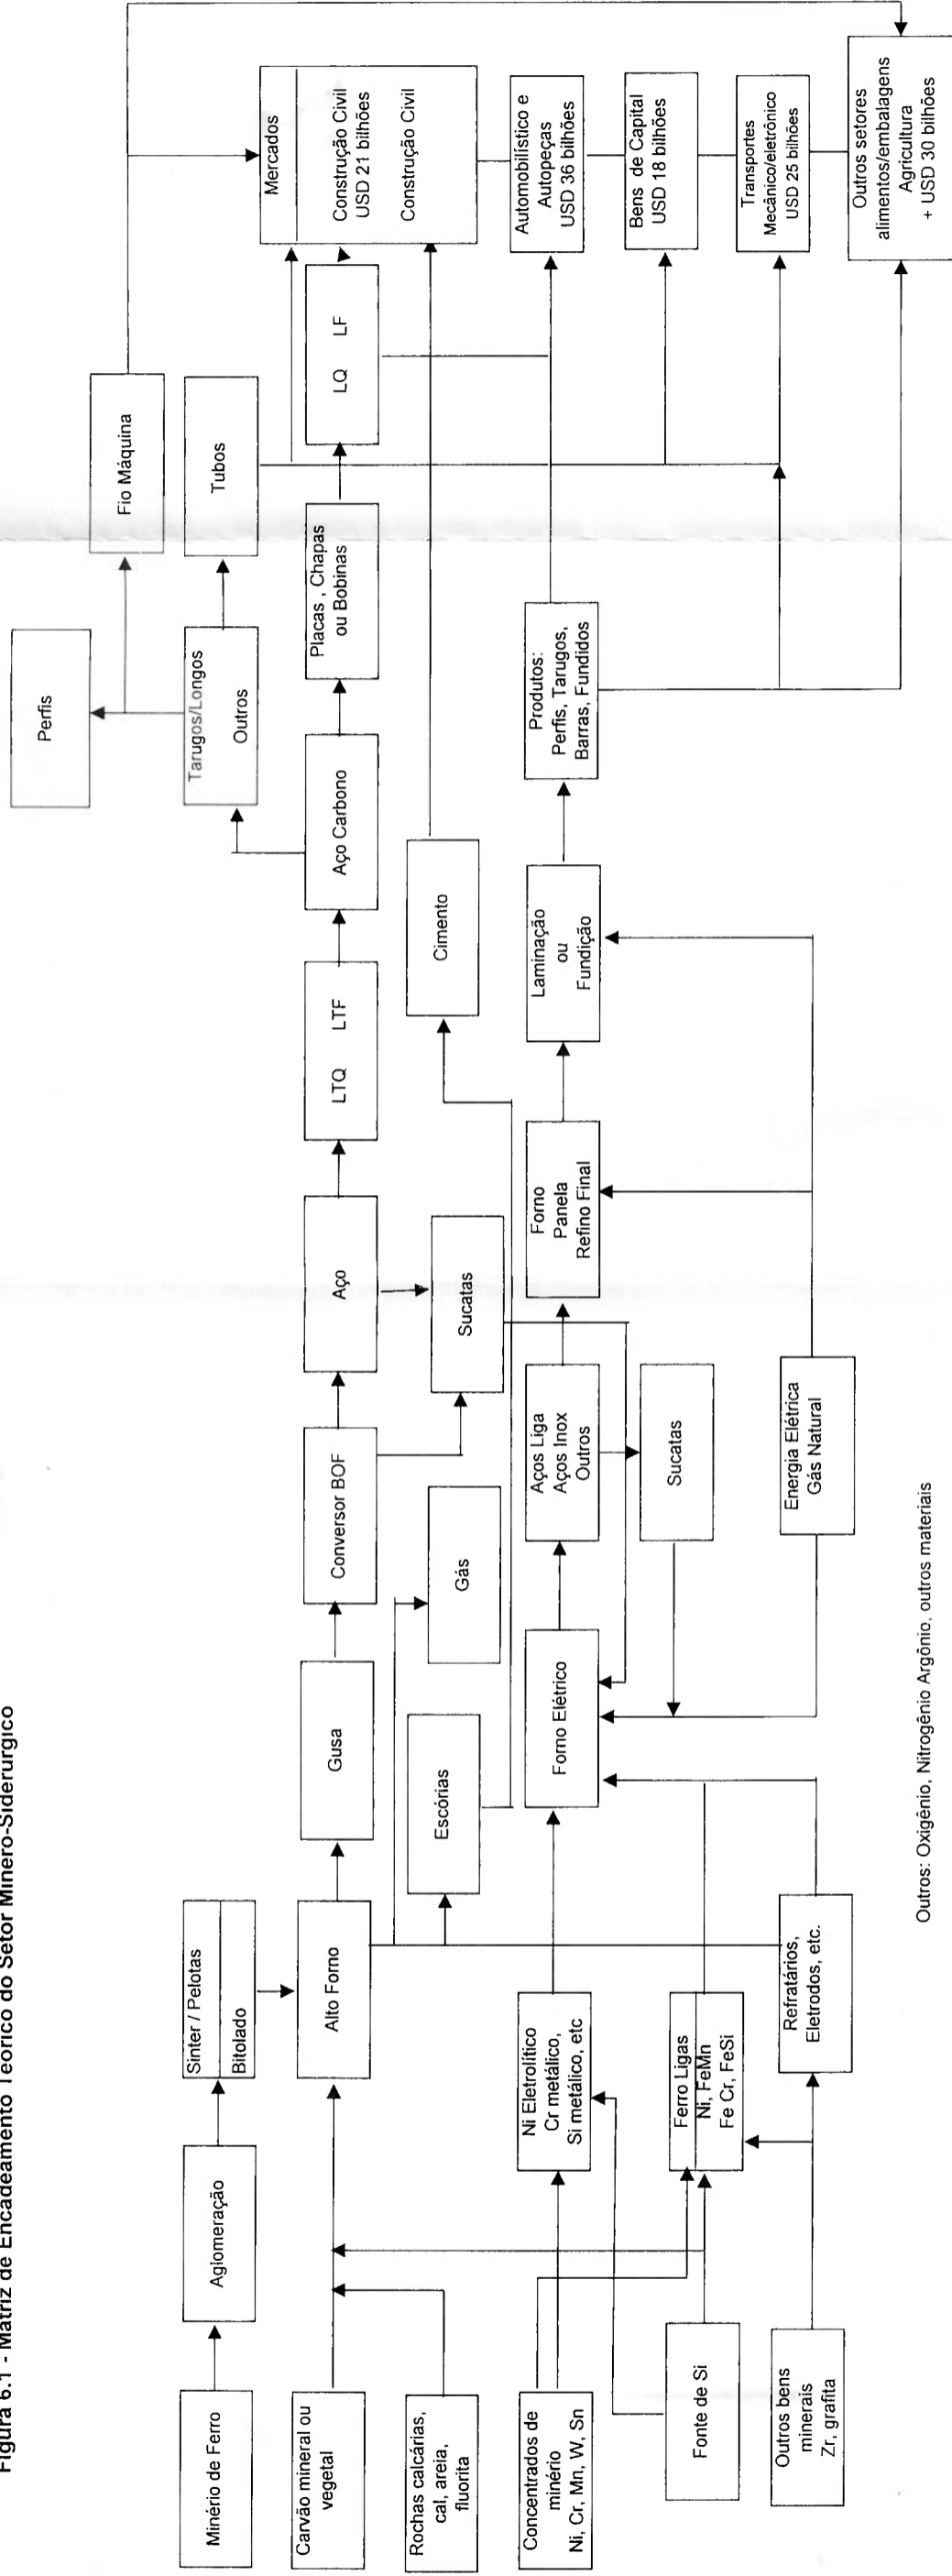 Figura 6.1 - Matriz de Encadeamento Teórico do Setor Minero-Siderurgico
Minério de Ferro
Aglomeração
Sinter / Pelotas
Bitolado
Carvão mineral ou
vegetal
Rochas calcárias,
cal, areia,
fluorita
Concentrados de
minério
Ni, Cr, Mn, W, Sn
Fonte de Si
Outros bens
minerais
Zr, grafita
Alto Forno
Ni Eletrolítico
Cr metálico,
Si metálico, etc
Ferro Ligas
Ni, FeMn
Fe Cr, FeSi
Refratários,
Eletrodos, etc.
Gusa
Escórias
Gás
Forno Elétrico
Conversor BOF
Aço
Sucatas
Aços Liga
Aços Inox
Outros
Sucatas
Energia Elétrica
Gás Natural
LTQ LTF
Forno
Panela
Refino Final
Cimento
Laminação
ou
Fundição
Aço Carbono
Perfis
Tarugos/Longos
Outros
Placas , Chapas
ou Bobinas
Produtos:
Perfis, Tarugos,
Barras, Fundidos
Fio Máquina
Tubos
LQ LF
Mercados
Construção Civil
USD 21 bilhões
Construção Civil
Automobilístico e
Autopeças
USD 36 bilhões
Bens de Capital
USD 18 bilhões
Transportes
Mecânico/eletrônico
USD 25 bilhões
Outros setores
alimentos/embalagens
Agricultura
+ USD 30 bilhões
Outros: Oxigênio, Nitrogênio Argônio, outros materiais